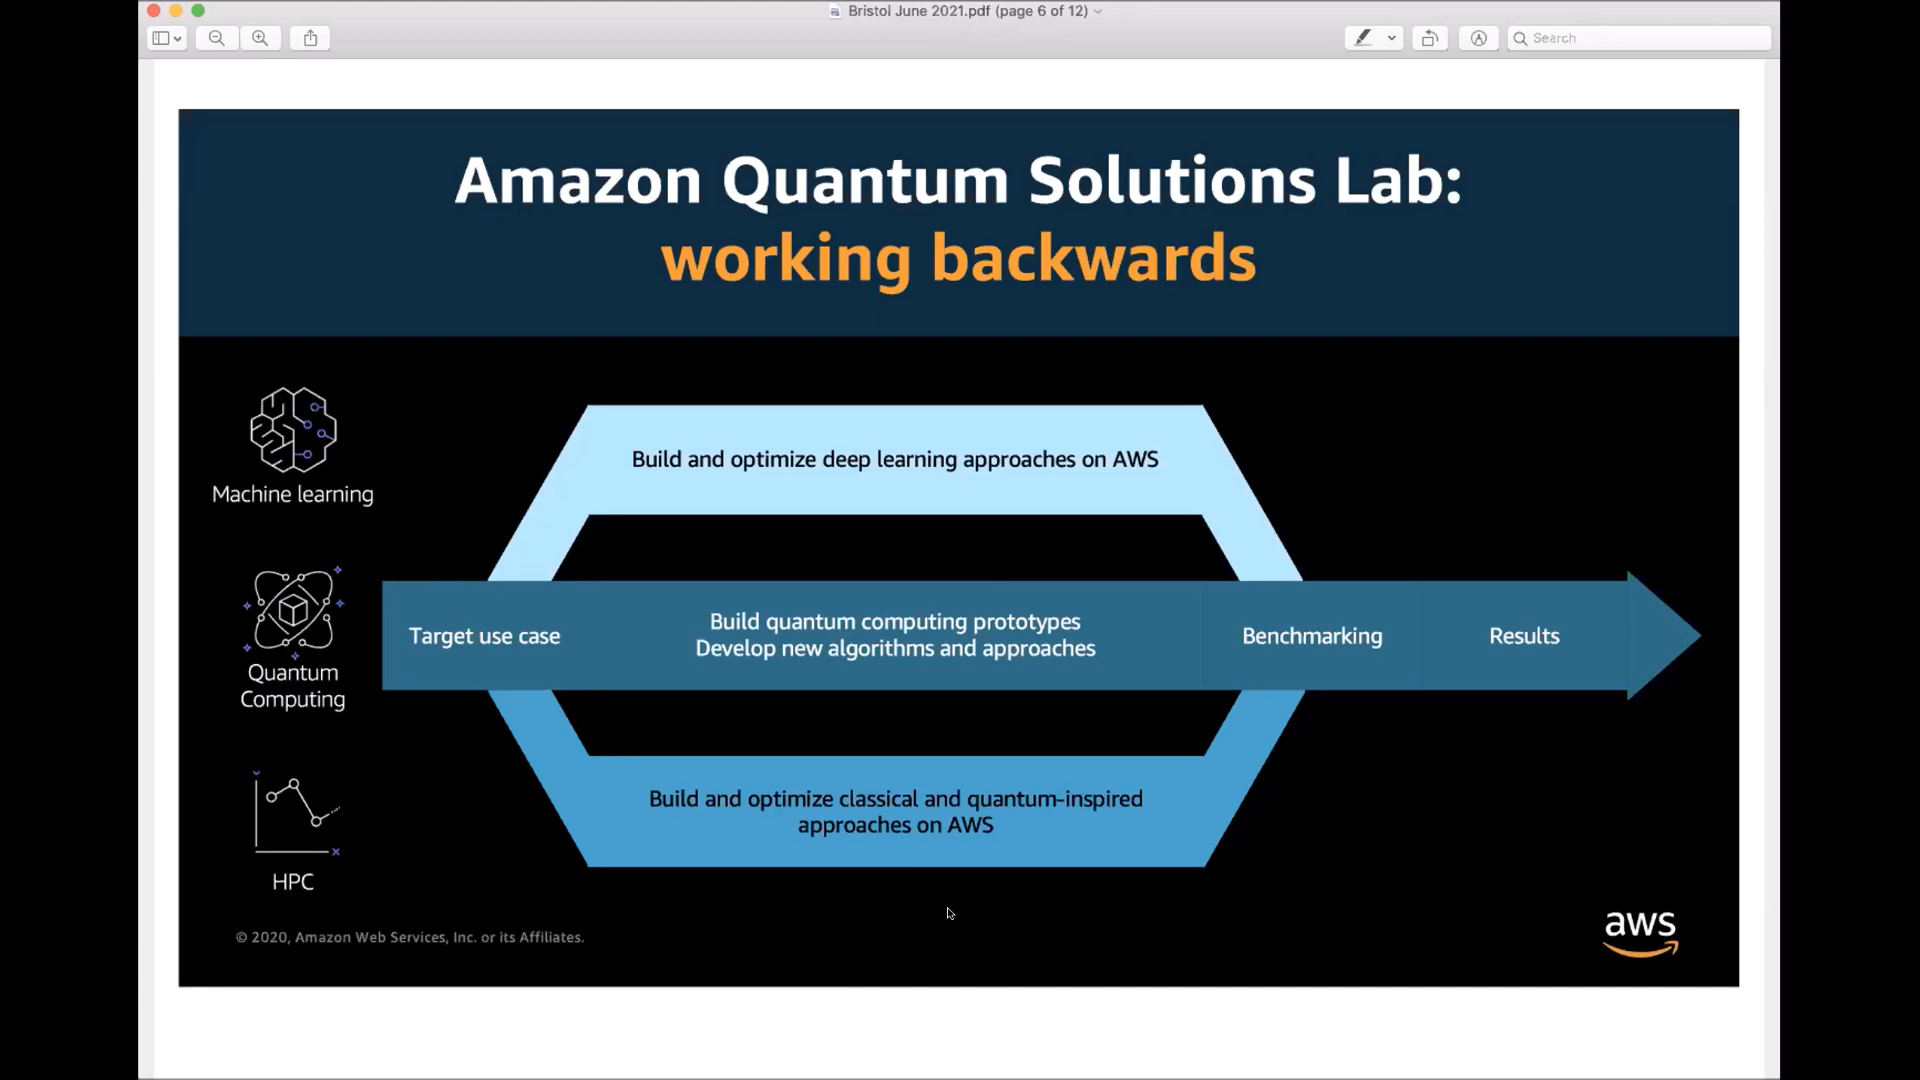 Bristol June 2021.pdf (page 6 of 12)
Search
Amazon Quantum Solutions Lab:
working backwards
Machine learning
Build and optimize deep learning approaches on AWS
Quantum
Computing
Target use case
Build quantum computing prototypes
Develop new algorithms and approaches
Benchmarking
Results
Build and optimize classical and quantum-inspired
approaches on AWS
HPC
© 2020, Amazon Web Services, Inc. or its Affiliates.
aws